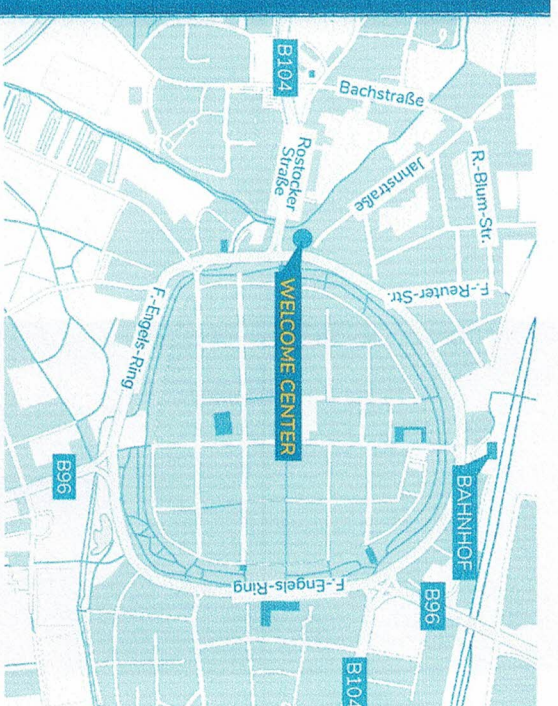 B104
Bachstraße
Rostocker
Straße
Jahnstraße
R.-Blum-Str.
F.-Reuter-Str.
WELCOME CENTER
F.-Engels-Ring
BAHNHOF
B96
B96
F.-Engels-Ring
B104